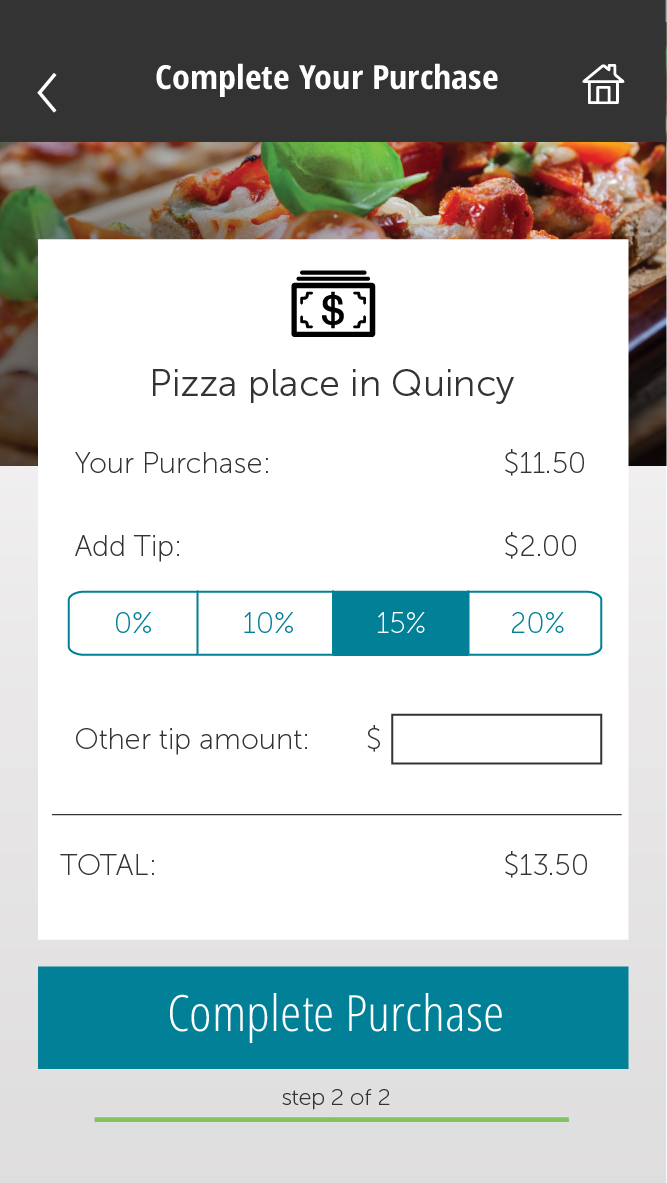 Complete Your Purchase
$
Pizza place in Quincy
Your Purchase: $11.50
Add Tip: $2.00
0% 10% 15% 20%
Other tip amount: $
TOTAL: $13.50
Complete Purchase
step 2 of 2